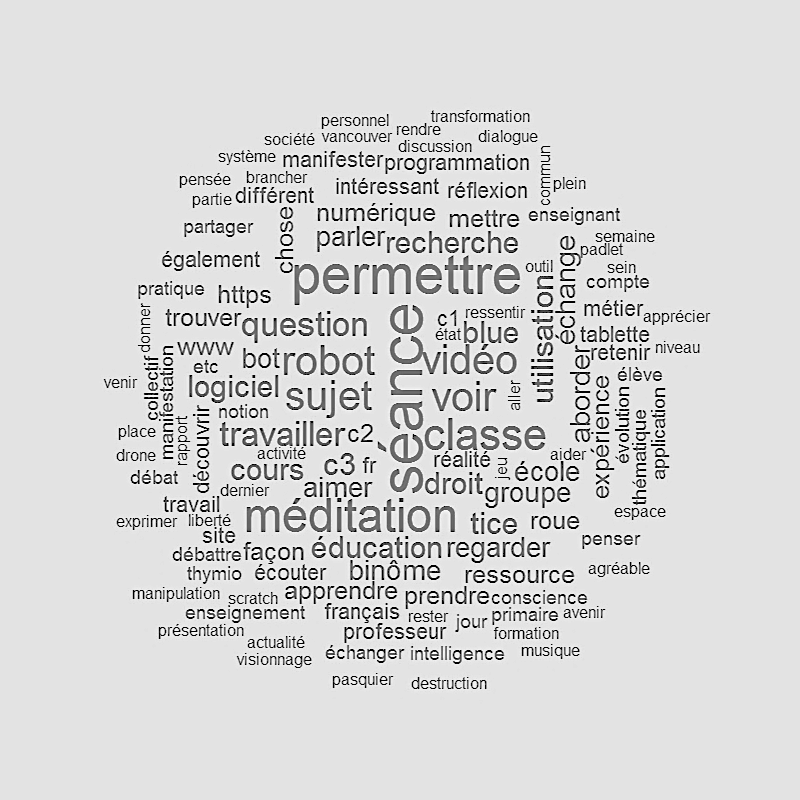 personnel
transformation
société
vancouver
rendre
dialogue
discussion
système
manifester
programmation
commun
pensée
brancher
plein
partie
différent
intéressant
réflexion
partager
chose
numérique
mettre
enseignant
parler
recherche
semaine
padlet
également
permettre
outil
échange
sein
compte
pratique
https
métier
apprécier
donner
trouver
question
séance
c1
ressentir
utilisation
état
blue
tablette
www
etc
bot
robot
vidéo
aborder
retenir
niveau
venir
collectif
manifestation
logiciel
sujet
voir
aller
expérience
évolution
élève
application
notion
thématique
place
rapport
découvrir
travailler
c2
classe
drone
activité
réalité
aider
débat
cours
c3
fr
jeu
école
dernier
aimer
droit
groupe
travail
espace
exprimer
liberté
méditation
tice
roue
site
penser
débattre
façon
éducation
regarder
thymio
écouter
binôme
ressource
agréable
manipulation
scratch
apprendre
prendre
conscience
enseignement
français
rester
jour
primaire
avenir
présentation
professeur
formation
actualité
visionnage
échanger
intelligence
musique
pasquier
destruction